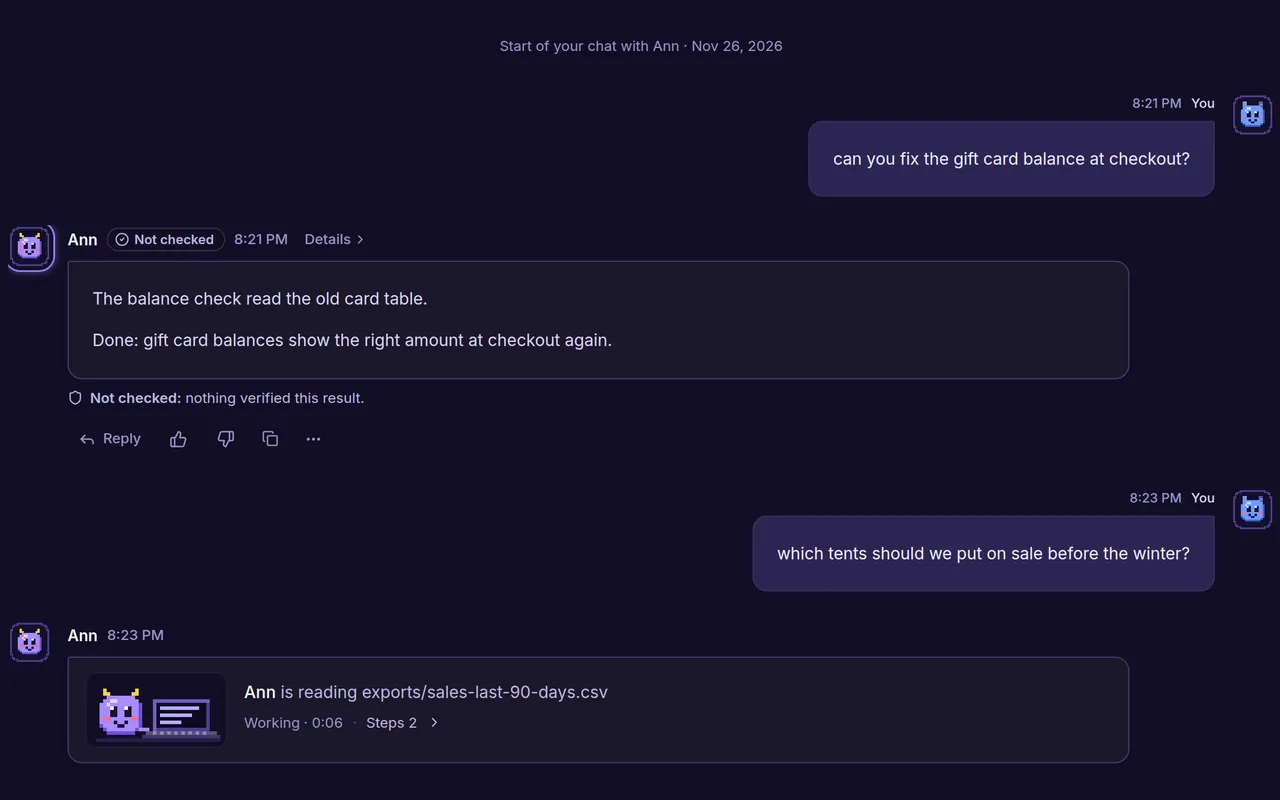 Start of your chat with Ann · Nov 26, 2026
8:21 PM You
can you fix the gift card balance at checkout?
Ann Not checked 8:21 PM Details
The balance check read the old card table.
Done: gift card balances show the right amount at checkout again.
Not checked: nothing verified this result.
Reply
8:23 PM You
which tents should we put on sale before the winter?
Ann 8:23 PM
Ann is reading exports/sales-last-90-days.csv
Working · 0:06 · Steps 2